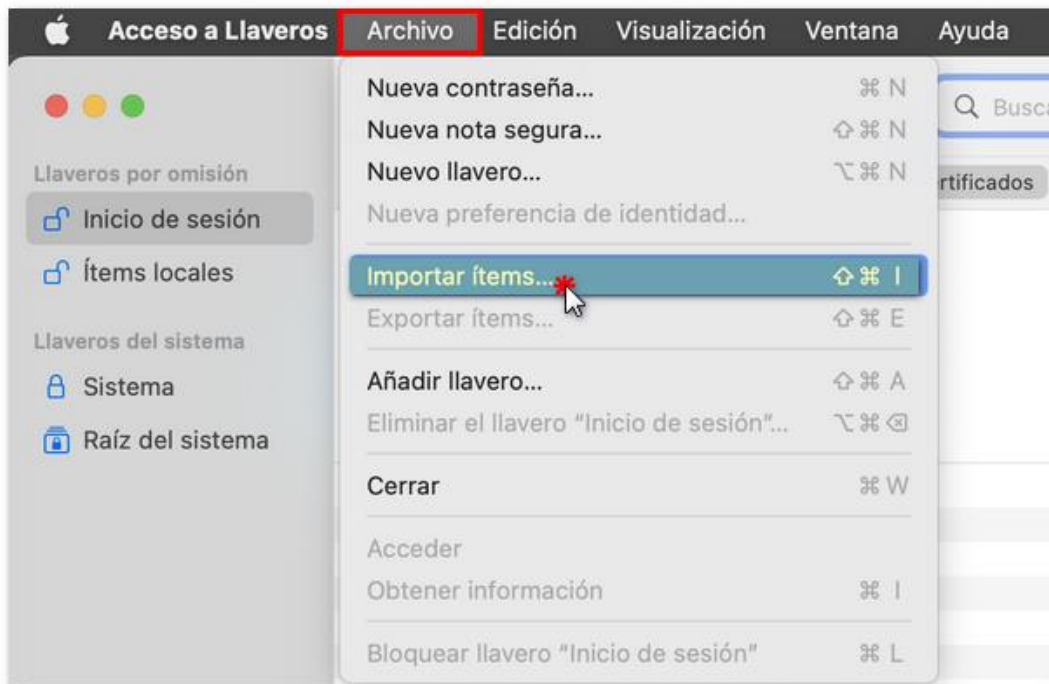 Acceso a Llaveros Archivo Edición Visualización Ventana Ayuda
Llaveros por omisión
Inicio de sesión
Ítems locales
Llaveros del sistema
Sistema
Raíz del sistema
Nueva contraseña... ⌘ N
Nueva nota segura... ⇧ ⌘ N
Nuevo llavero... ⌥ ⌘ N
Nueva preferencia de identidad...
Importar ítems... ⇧ ⌘ I
Exportar ítems... ⇧ ⌘ E
Añadir llavero... ⇧ ⌘ A
Eliminar el llavero “Inicio de sesión”... ⌥ ⌘ ⌫
Cerrar ⌘ W
Acceder
Obtener información ⌘ I
Bloquear llavero “Inicio de sesión” ⌘ L
Busca
rtificados